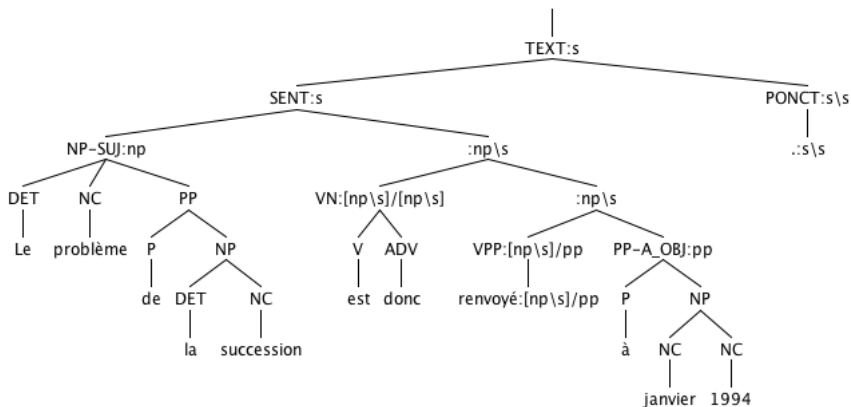 TEXT:s
SENT:s PONCT:s\s
NP-SUJ:np :np\s .:s\s
DET NC PP VN:[np\s]/[np\s] :np\s
Le problème P NP V ADV VPP:[np\s]/pp PP-A_OBJ:pp
de DET NC est donc renvoyé:[np\s]/pp P NP
la succession à NC NC
janvier 1994